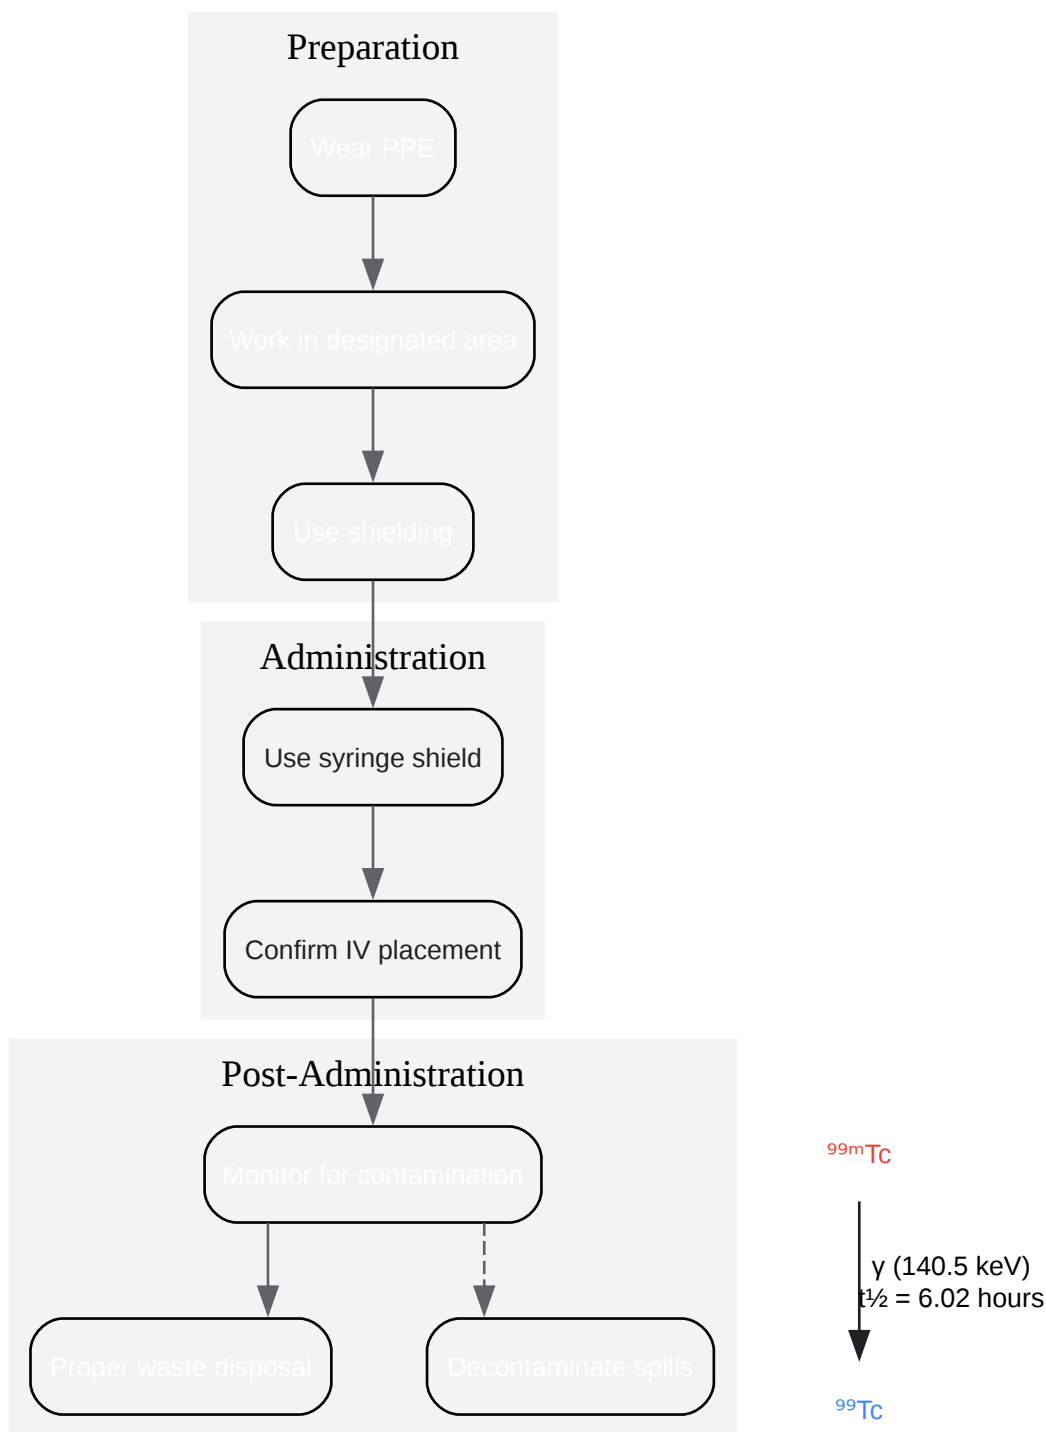 Preparation
Wear PPE
Work in designated area
Use shielding
Administration
Use syringe shield
Confirm IV placement
Post-Administration
Monitor for contamination
Proper waste disposal
Decontaminate spills
⁹⁹ᵐTc
γ (140.5 keV)
t½ = 6.02 hours
⁹⁹Tc